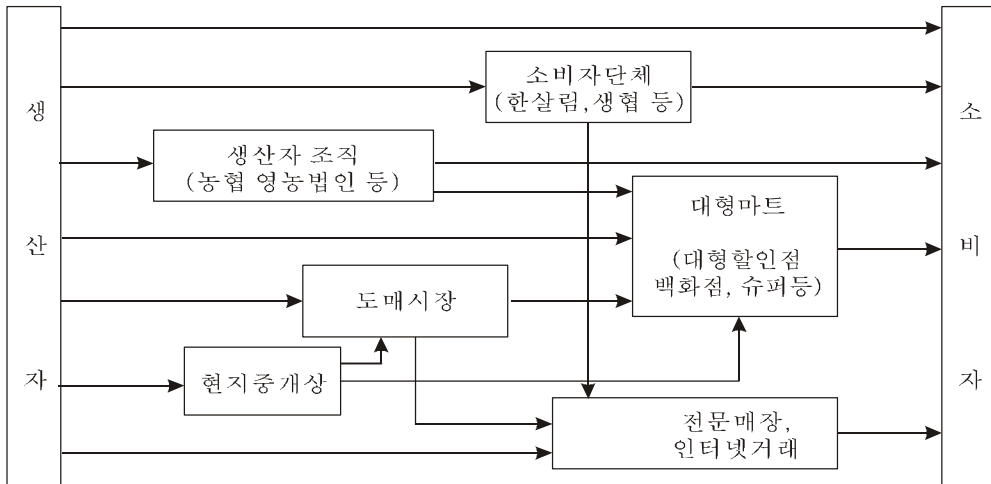 생산자
소비자단체
(한살림,생협 등)
생산자 조직
(농협 영농법인 등)
대형마트
(대형할인점
백화점, 슈퍼등)
도매시장
현지중개상
전문매장,
인터넷거래
소비자